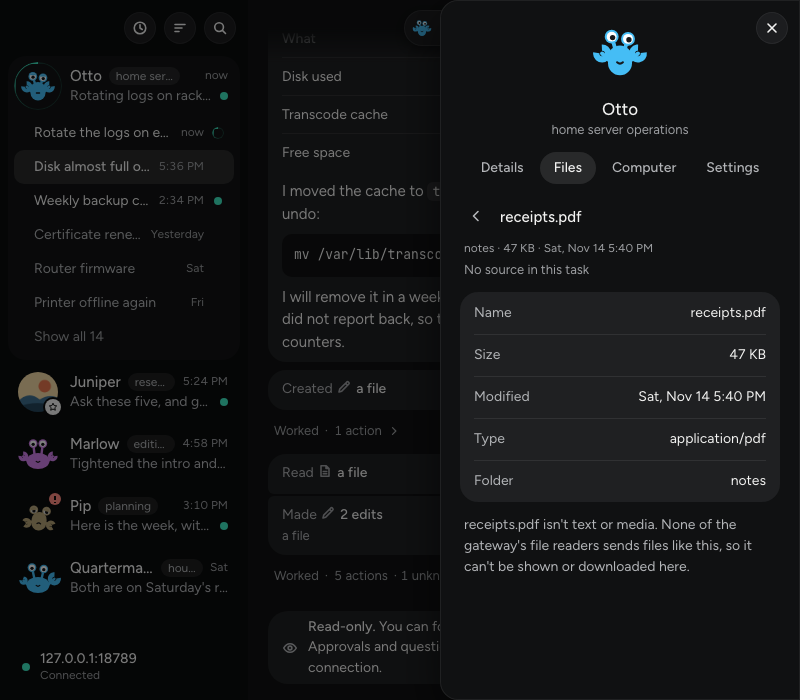 Otto home ser... now
Rotating logs on rack...
Rotate the logs on e... now
Disk almost full o... 5:36 PM
Weekly backup c... 2:34 PM
Certificate rene... Yesterday
Router firmware Sat
Printer offline again Fri
Show all 14
Juniper rese... 5:24 PM
Ask these five, and g...
Marlow editi... 4:58 PM
Tightened the intro and...
Pip planning 3:10 PM
Here is the week, wit...
Quarterma... hou... Sat
Both are on Saturday's r...
127.0.0.1:18789
Connected
What
Disk used
Transcode cache
Free space
I moved the cache to
undo:
mv /var/lib/transco
I will remove it in a week
did not report back, so t
counters.
Created a file
Worked · 1 action
Read a file
Made 2 edits
a file
Worked · 5 actions · 1 unkn
Read-only. You can fo
Approvals and questi
connection.
Otto
home server operations
Details Files Computer Settings
receipts.pdf
notes · 47 KB · Sat, Nov 14 5:40 PM
No source in this task
Name receipts.pdf
Size 47 KB
Modified Sat, Nov 14 5:40 PM
Type application/pdf
Folder notes
receipts.pdf isn't text or media. None of the
gateway's file readers sends files like this, so it
can't be shown or downloaded here.